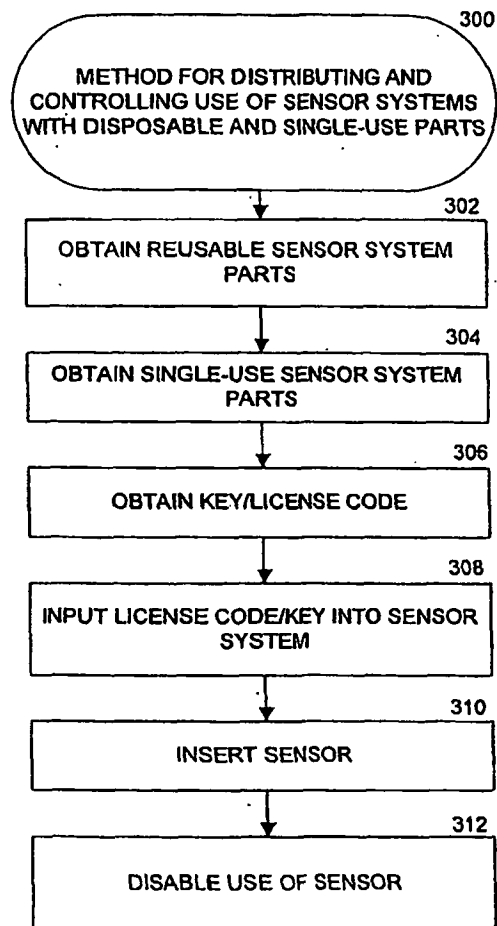 300
METHOD FOR DISTRIBUTING AND
CONTROLLING USE OF SENSOR SYSTEMS
WITH DISPOSABLE AND SINGLE-USE PARTS
302
OBTAIN REUSABLE SENSOR SYSTEM
PARTS
304
OBTAIN SINGLE-USE SENSOR SYSTEM
PARTS
306
OBTAIN KEY/LICENSE CODE
308
INPUT LICENSE CODE/KEY INTO SENSOR
SYSTEM
310
INSERT SENSOR
312
DISABLE USE OF SENSOR